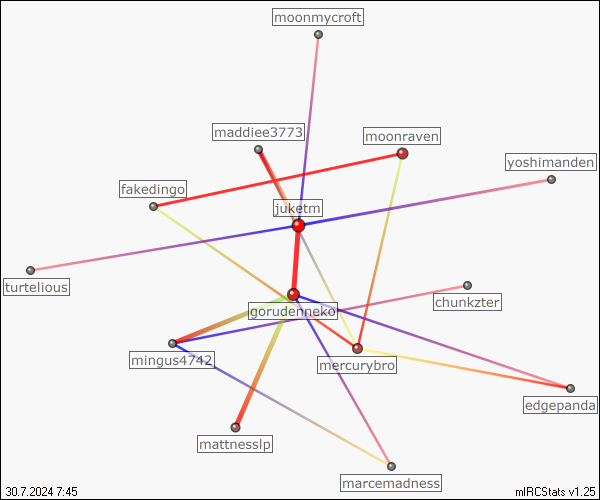 moonmycroft
maddiee3773
moonraven
yoshimanden
fakedingo
juketm
turtelious
chunkzter
gorudenneko
mingus4742
mercurybro
edgepanda
mattnesslp
marcemadness
30.7.2024 7:45
mIRCStats v1.25